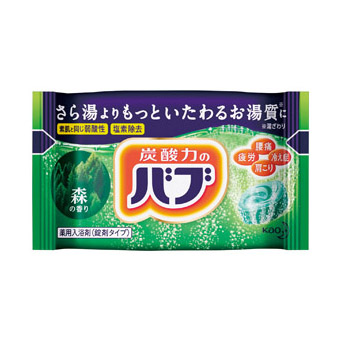 さら湯よりもっといたわるお湯質に※
※湯ざわり
素肌と同じ弱酸性 塩素除去
炭酸力の
バブ
腰痛
疲労 冷え症
肩こり
森
の香り
薬用入浴剤(錠剤タイプ)